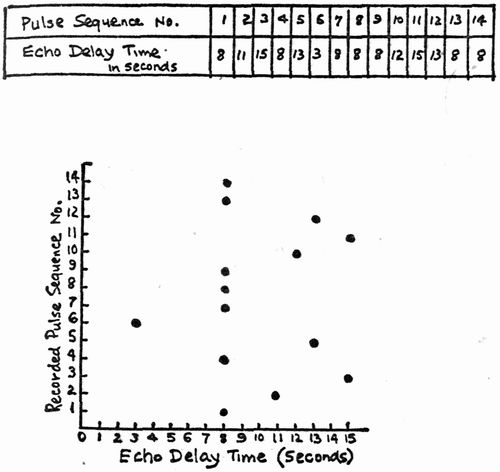 Pulse Sequence No. 1 2 3 4 5 6 7 8 9 10 11 12 13 14
Echo Delay Time. 8 11 15 8 13 3 8 8 8 12 15 13 8 8
in seconds
14
13
12
11
10
9
8
7
6
5
4
3
2
1
Recorded Pulse Sequence No.
0 1 2 3 4 5 6 7 8 9 10 11 12 13 14 15
Echo Delay Time (Seconds)